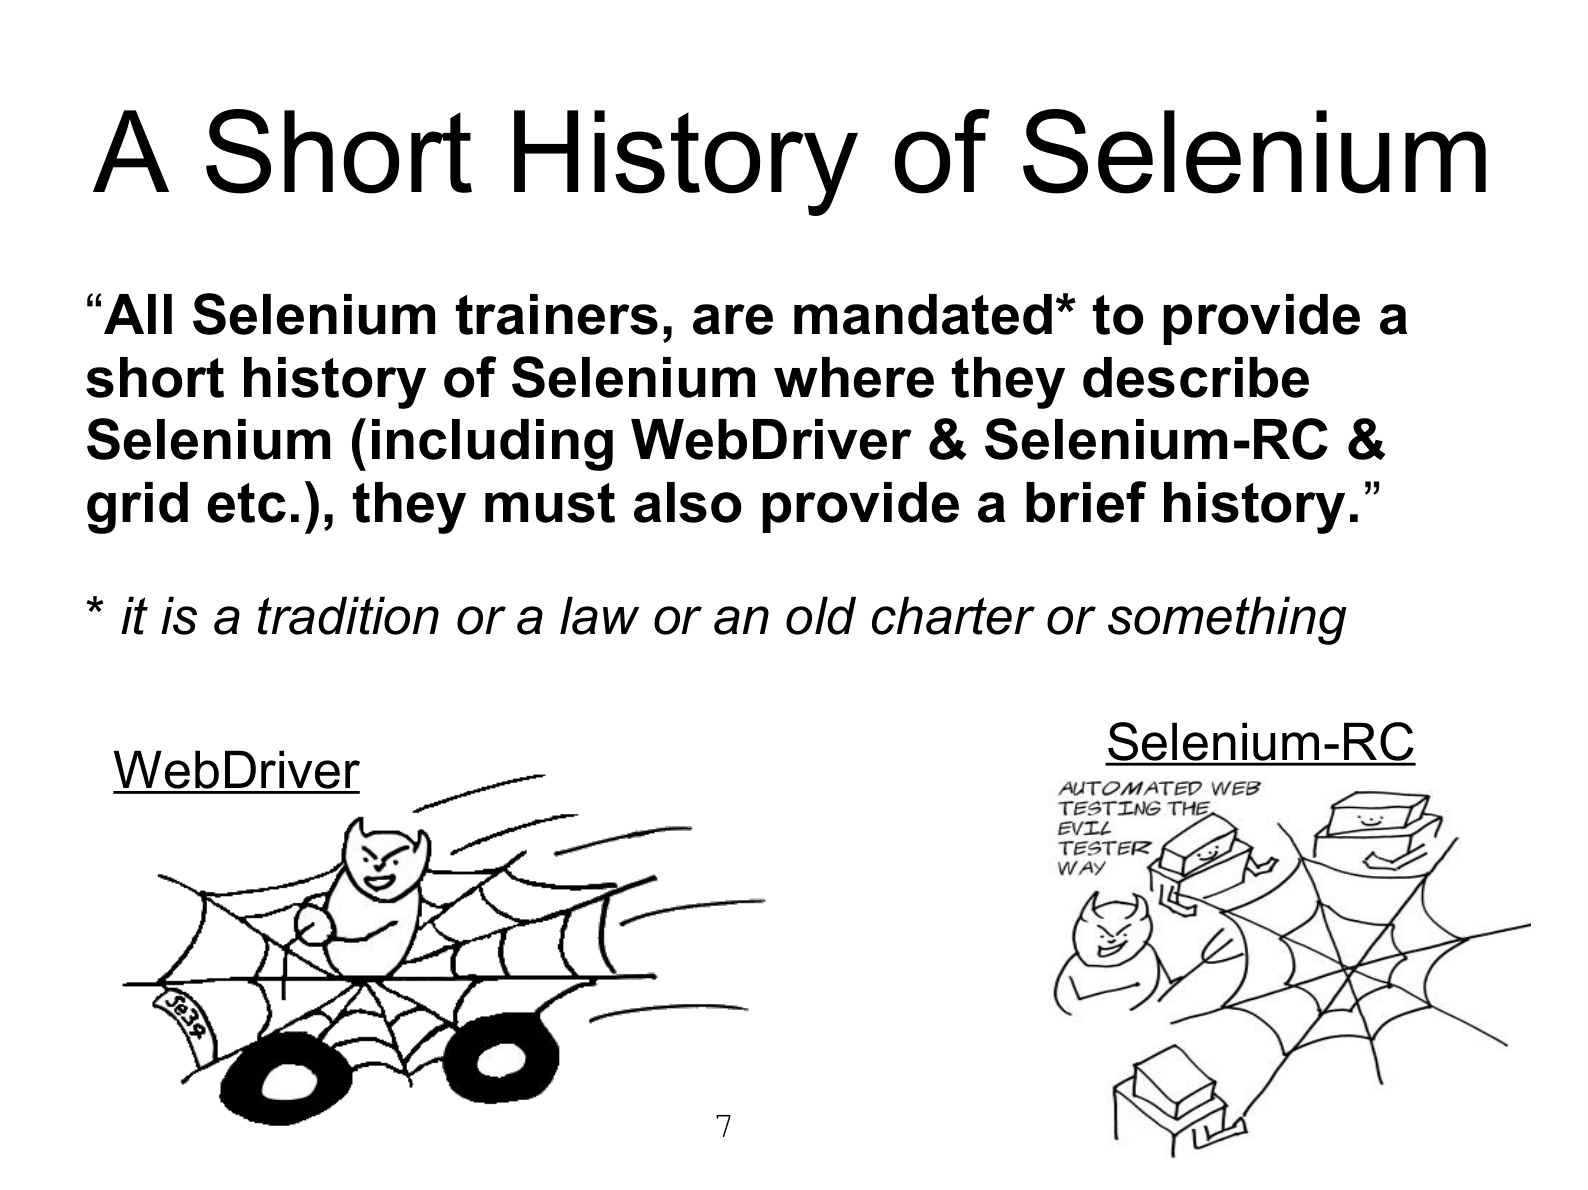 A Short History of Selenium
“All Selenium trainers, are mandated* to provide a
short history of Selenium where they describe
Selenium (including WebDriver & Selenium-RC &
grid etc.), they must also provide a brief history.”
* it is a tradition or a law or an old charter or something
WebDriver
Se34
Selenium-RC
AUTOMATED WEB
TESTING THE
EVIL
TESTER
WAY
7